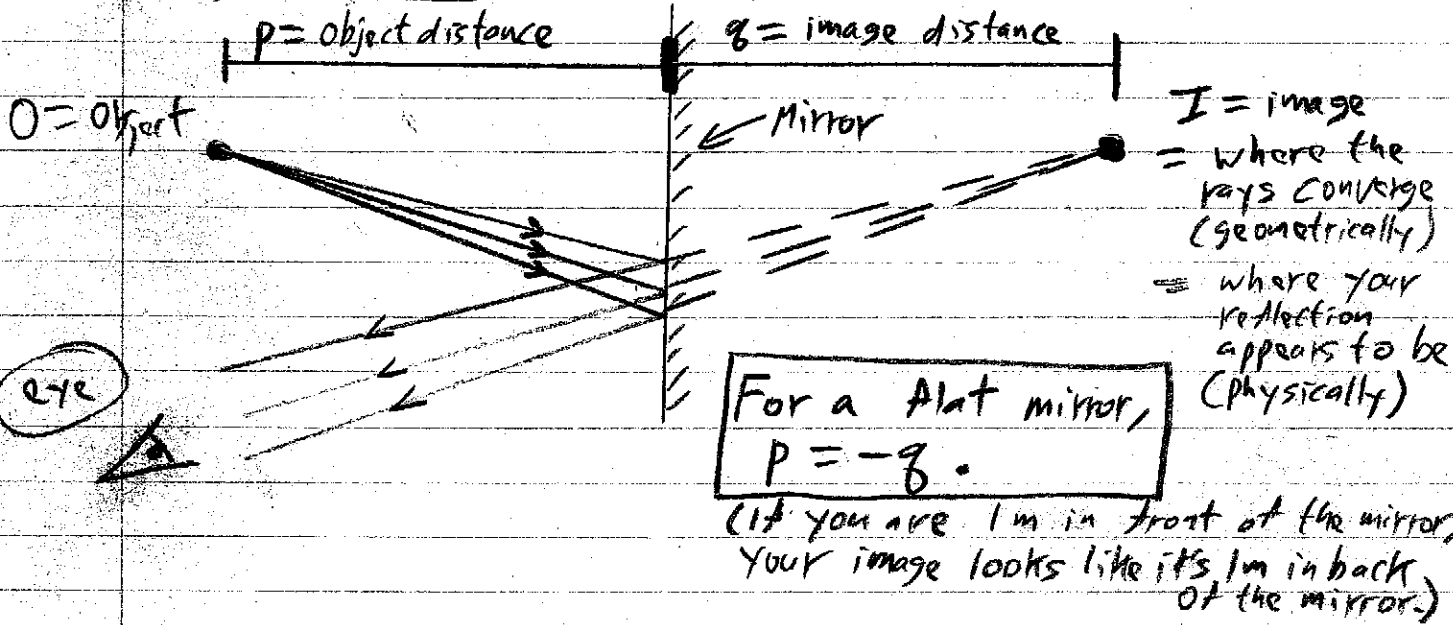 p = object distance
q = image distance
O = Object
Mirror
I = image
= where the
rays converge
(geometrically)
= where your
reflection
appears to be
(physically)
eye
For a flat mirror,
p = -q.
(If you are 1m in front of the mirror,
your image looks like it's 1m in back
of the mirror.)